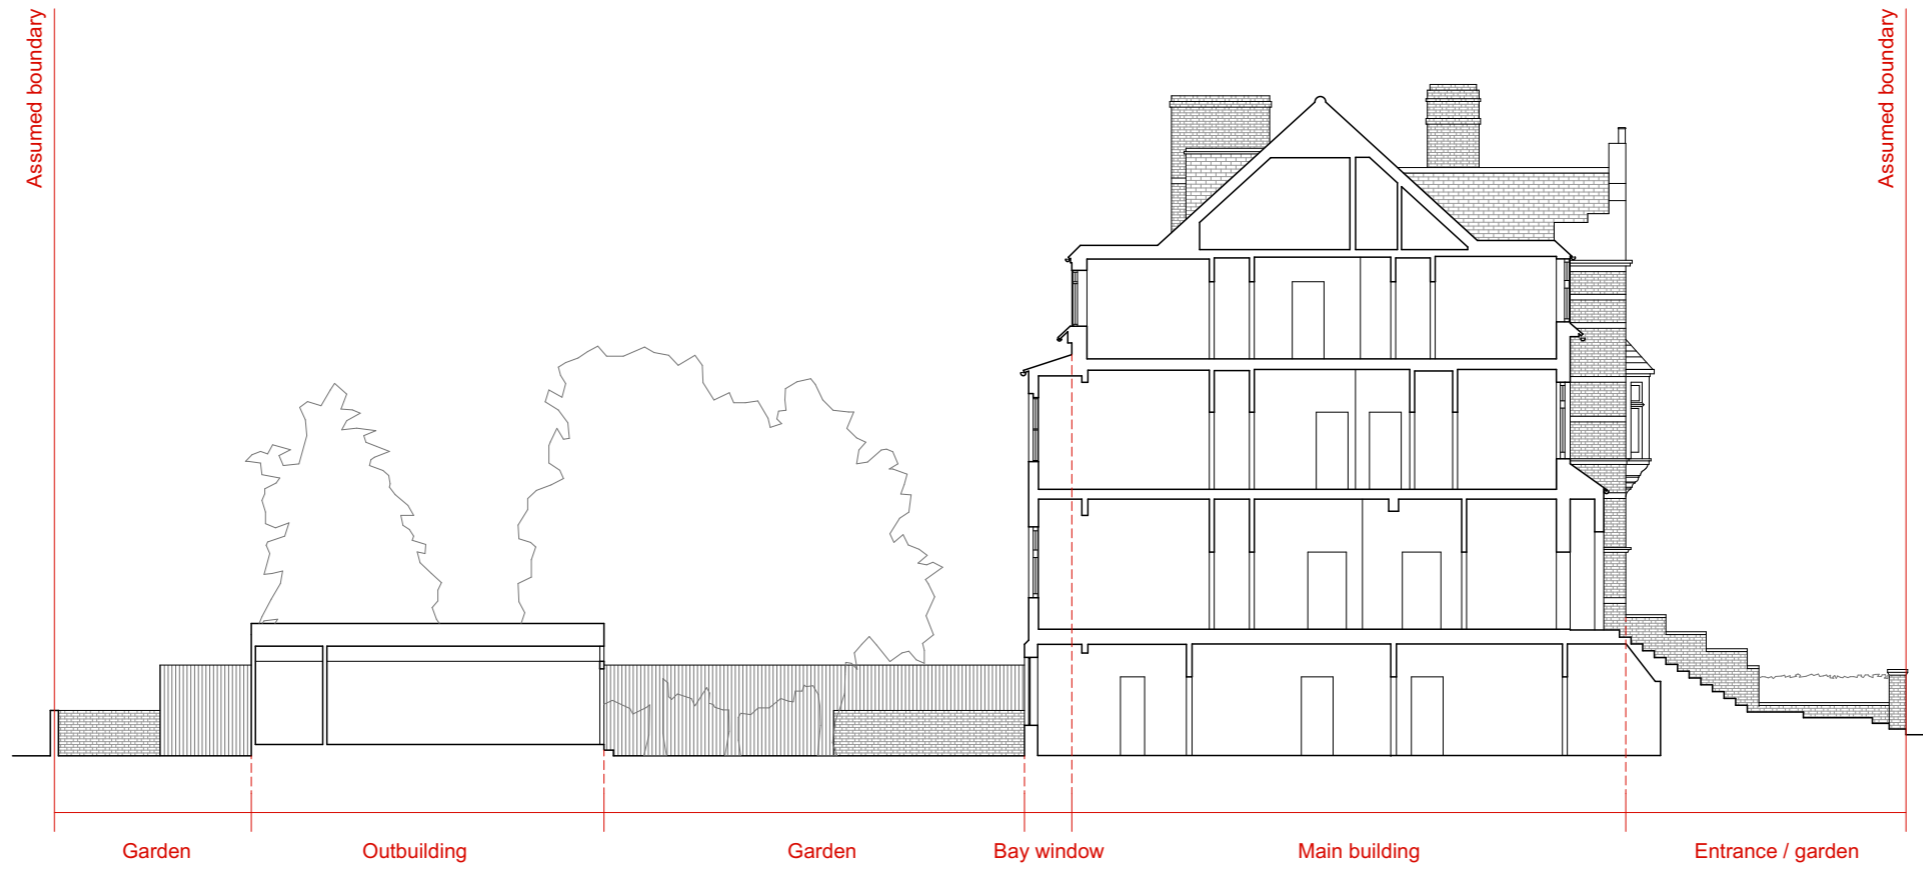 Assumed boundary
Assumed boundary
Garden
Outbuilding
Garden
Bay window
Main building
Entrance / garden